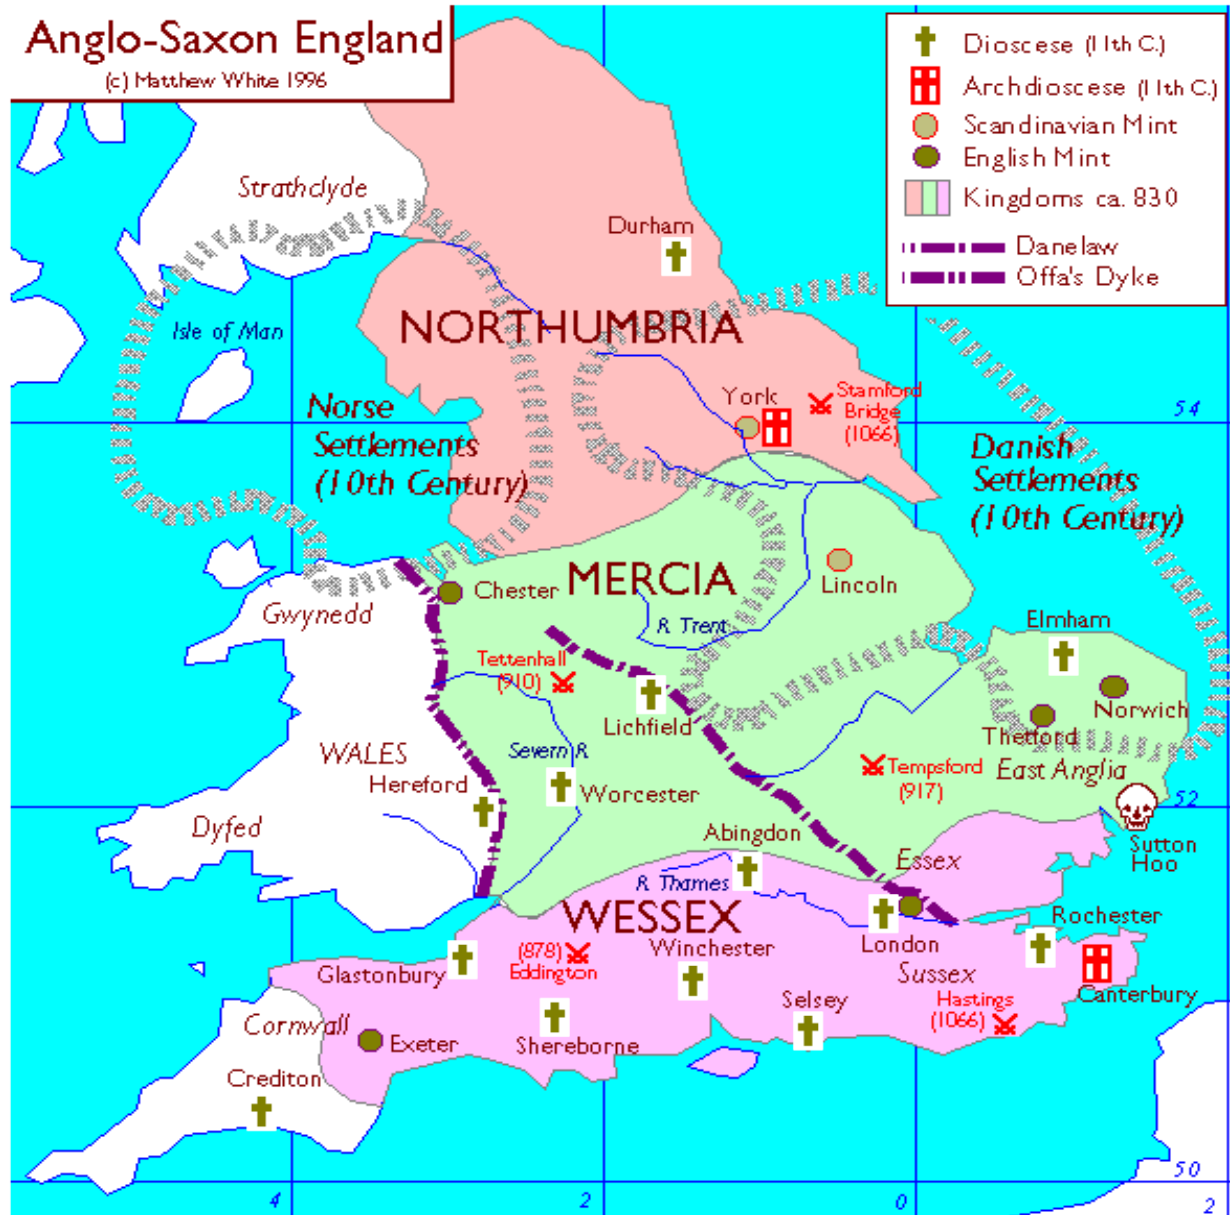 Anglo-Saxon England
(c) Matthew White 1996
Dioscese (11th C.)
Archdioscese (11th C.)
Scandinavian Mint
English Mint
Kingdoms ca. 830
Danelaw
Offa's Dyke
Strathclyde
Durham
Isle of Man
NORTHUMBRIA
Norse
Settlements
(10th Century)
York
Stamford
Bridge
(1066)
54
Danish
Settlements
(10th Century)
MERCIA
Lincoln
Chester
Gwynedd
R Trent
Elmham
Tettenhall
(910)
Lichfield
Norwich
Thetford
WALES
Severn R
East Anglia
Hereford
Worcester
Tempsford
(917)
52
Dyfed
Abingdon
Essex
Sutton
Hoo
R Thames
WESSEX
Rochester
London
Winchester
(878)
Eddington
Glastonbury
Sussex
Canterbury
Selsey
Hastings
(1066)
Cornwall
Exeter
Shereborne
Crediton
50
4
2
0
2